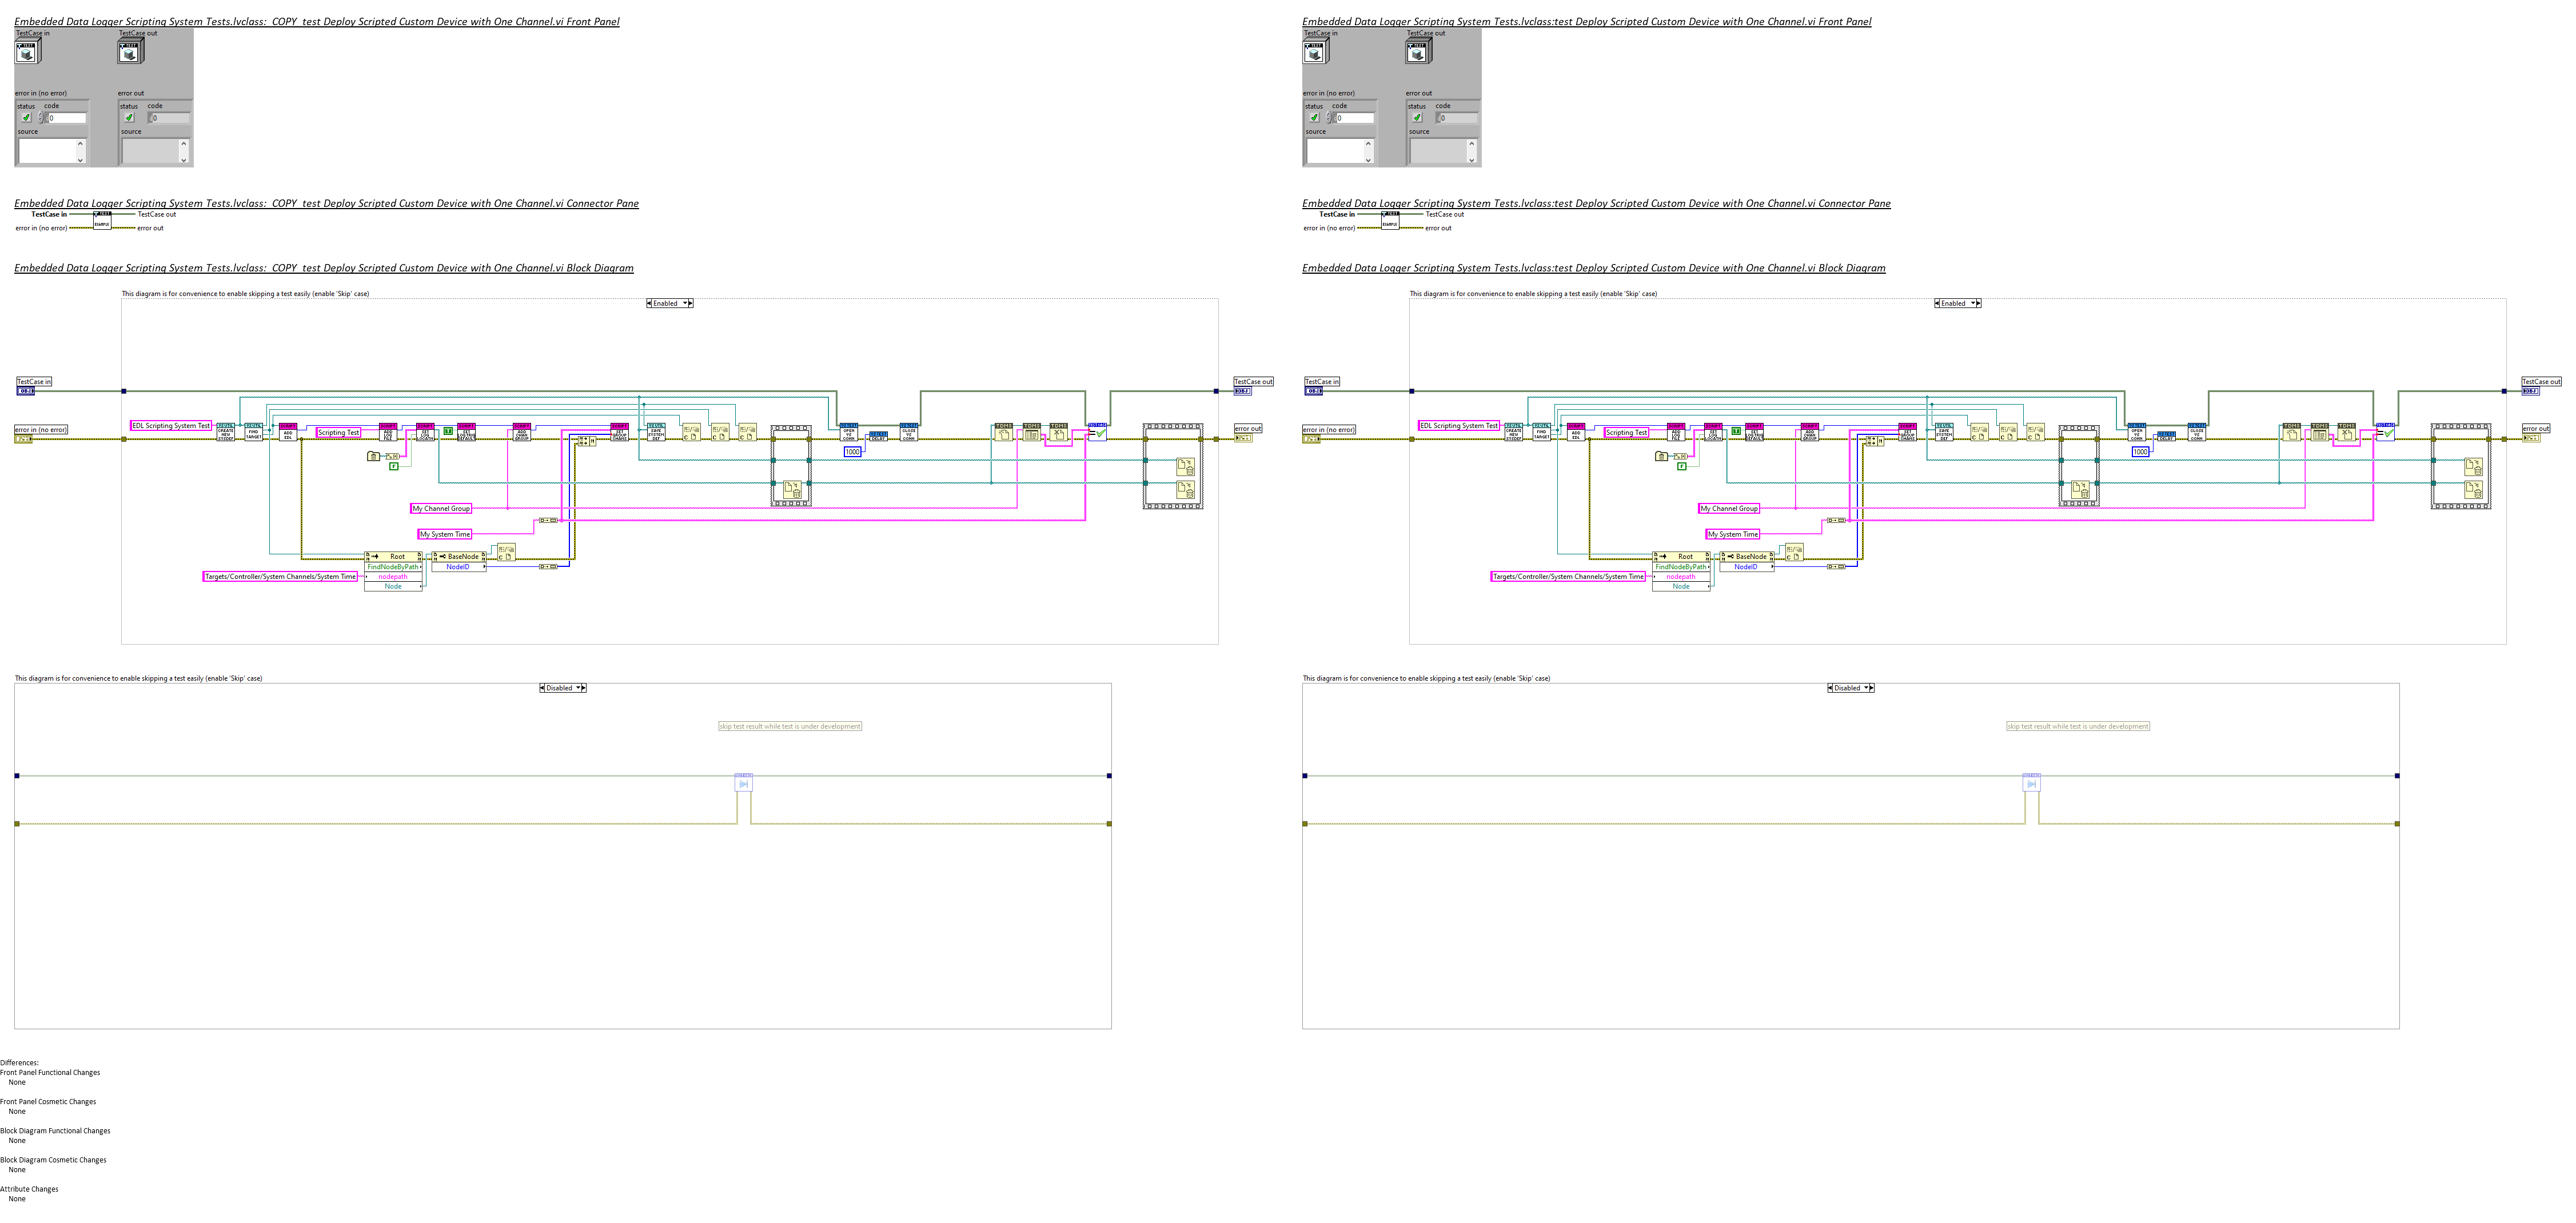 Embedded Data Logger Scripting System Tests.lvclass:_COPY_test Deploy Scripted Custom Device with One Channel.vi Front Panel
TestCase in
TestCase out
error in (no error)
error out
status
code
status
code
0
0
source
source
Embedded Data Logger Scripting System Tests.lvclass:_COPY_test Deploy Scripted Custom Device with One Channel.vi Connector Pane
TestCase in
TestCase out
error in (no error)
error out
Embedded Data Logger Scripting System Tests.lvclass:_COPY_test Deploy Scripted Custom Device with One Channel.vi Block Diagram
This diagram is for convenience to enable skipping a test easily (enable 'Skip' case)
Enabled
TestCase in
TestCase out
error in (no error)
error out
EDL Scripting System Test
Scripting Test
1000
My Channel Group
My System Time
Root
FindNodeByPath
nodepath
Node
BaseNode
NodeID
Targets/Controller/System Channels/System Time
This diagram is for convenience to enable skipping a test easily (enable 'Skip' case)
Disabled
skip test result while test is under development
Embedded Data Logger Scripting System Tests.lvclass:test Deploy Scripted Custom Device with One Channel.vi Front Panel
TestCase in
TestCase out
error in (no error)
error out
status
code
status
code
0
0
source
source
Embedded Data Logger Scripting System Tests.lvclass:test Deploy Scripted Custom Device with One Channel.vi Connector Pane
TestCase in
TestCase out
error in (no error)
error out
Embedded Data Logger Scripting System Tests.lvclass:test Deploy Scripted Custom Device with One Channel.vi Block Diagram
This diagram is for convenience to enable skipping a test easily (enable 'Skip' case)
Enabled
TestCase in
TestCase out
error in (no error)
error out
EDL Scripting System Test
Scripting Test
1000
My Channel Group
My System Time
Root
FindNodeByPath
nodepath
Node
BaseNode
NodeID
Targets/Controller/System Channels/System Time
This diagram is for convenience to enable skipping a test easily (enable 'Skip' case)
Disabled
skip test result while test is under development
Differences:
Front Panel Functional Changes
None
Front Panel Cosmetic Changes
None
Block Diagram Functional Changes
None
Block Diagram Cosmetic Changes
None
Attribute Changes
None